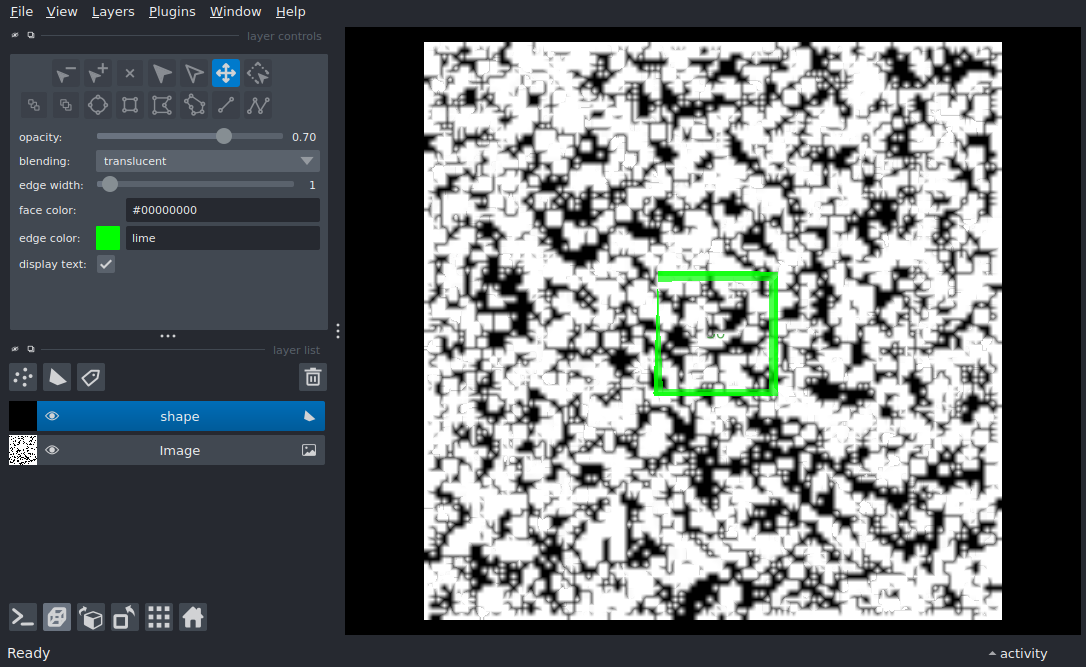 File View Layers Plugins Window Help
layer controls
opacity: 0.70
blending: translucent
edge width: 1
face color: #00000000
edge color: lime
display text:
layer list
shape
Image
Ready
activity